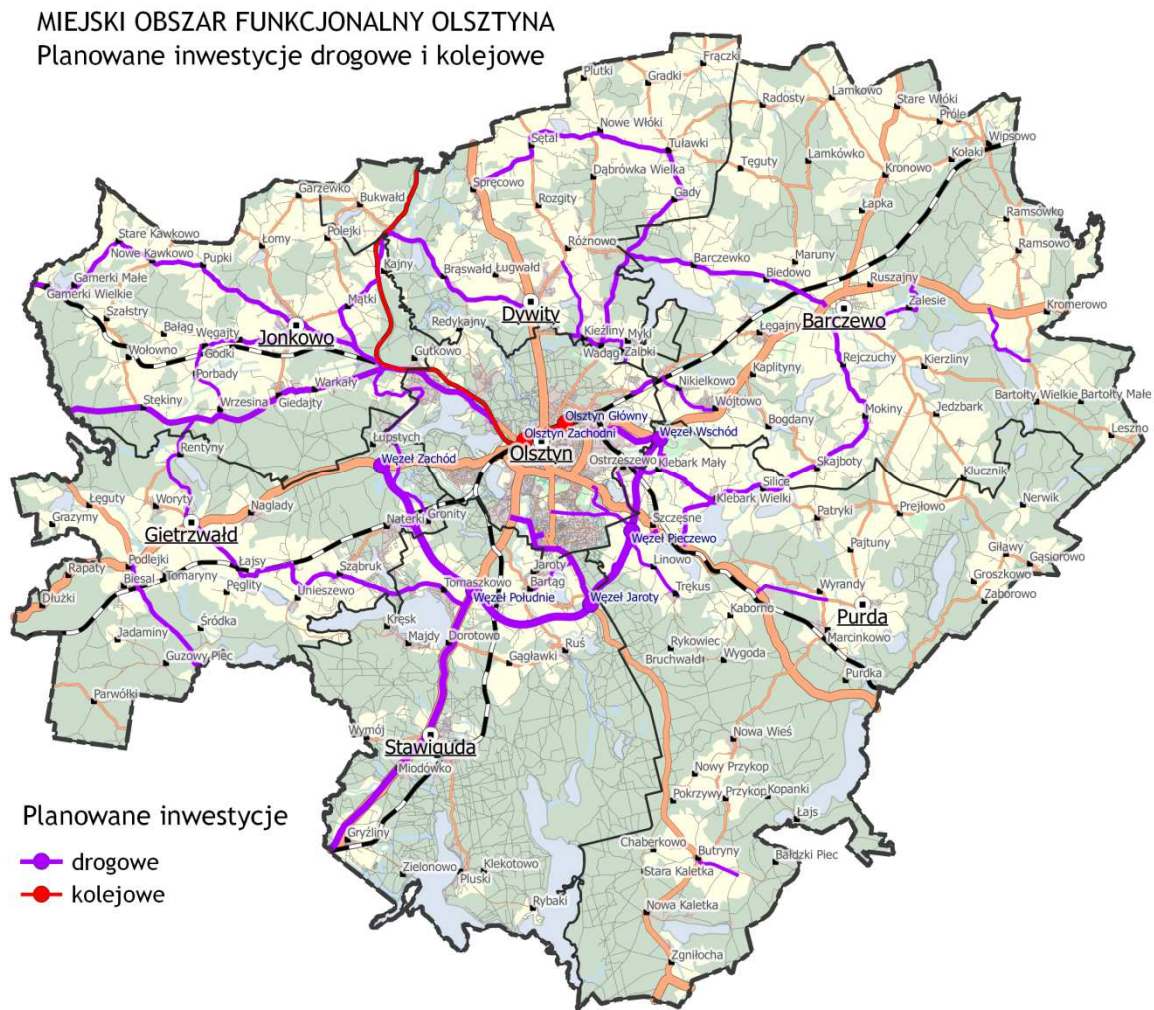 MIEJSKI OBSZAR FUNKCJONALNY OLSZTYNA
Planowane inwestycje drogowe i kolejowe
Frączki
Plutki
Gradki
Radosty
Lamkowo
Stare Włóki
Próle
Nowe Włóki
Wipsowo
Sętal
Tuławki
Kołaki
Tęguty
Lamkówko
Kronowo
Dąbrówka Wielka
Spręcowo
Garzewko
Bukwałd
Rozgity
Gady
Łapka
Ramsówko
Stare Kawkowo
Polejki
Łomy
Nowe Kawkowo
Różnowo
Ramsowo
Pupki
Kajny
Brąswałd
Ługwałd
Barczewko
Maruny
Biedowo
Ruszajny
Gamerki Małe
Gamerki Wielkie
Mątki
Zalesie
Kromerowo
Szałstry
Dywity
Barczewo
Bałąg
Węgajty
Jonkowo
Redykajny
Kieźliny
Myki
Łęgajny
Wołowno
Godki
Gutkowo
Wadąg
Zalbki
Rejczuchy
Kierzliny
Porbady
Kaplityny
Warkały
Nikielkowo
Stękiny
Wrzesina
Giedajty
Wójtowo
Bartołty Wielkie
Bartołty Małe
Olsztyn Główny
Bogdany
Mokiny
Jedzbark
Olsztyn Zachodni
Węzeł Wschód
Leszno
Łupstych
Olsztyn
Rentyny
Węzeł Zachód
Ostrzeszewo
Klebark Mały
Skajboty
Klucznik
Silice
Łęguty
Woryty
Klebark Wielki
Nerwik
Naglady
Patryki
Prejłowo
Grazymy
Gronity
Naterki
Szczęsne
Gietrzwałd
Węzeł Pieczewo
Pajtuny
Giławy
Gąsiorowo
Podlejki
Łajsy
Sząbruk
Jaroty
Linowo
Rapaty
Biesal
Tomaryny
Tomaszkowo
Bartąg
Trękus
Wyrandy
Groszkowo
Pęglity
Unieszewo
Węzeł Południe
Węzeł Jaroty
Zaborowo
Dłużki
Kaborno
Purda
Śródka
Kręsk
Marcinkowo
Jadaminy
Majdy
Dorotowo
Ruś
Rykowiec
Guzowy Piec
Gągławki
Bruchwałd
Wygoda
Purdka
Parwółki
Wymój
Nowa Wieś
Stawiguda
Miodówko
Nowy Przykop
Pokrzywy
Przykop
Kopanki
Planowane inwestycje
Łajs
Gryźliny
Chaberkowo
Butryny
drogowe
Zielonowo
Klekotowo
Bałdzki Piec
Pluski
Stara Kaletka
kolejowe
Rybaki
Nowa Kaletka
Zgniłocha